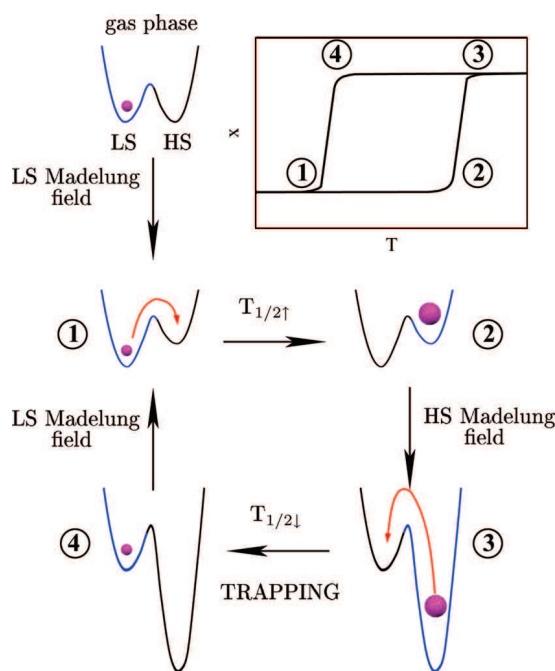 gas phase
LS
HS
LS Madelung
field
④
③
①
②
x
T
①
T1/2↑
②
LS Madelung
field
HS Madelung
field
④
T1/2↓
③
TRAPPING